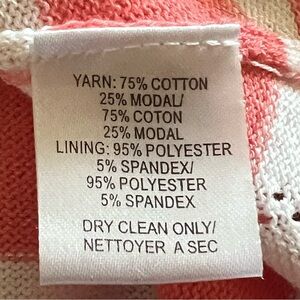 YARN: 75% COTTON
25% MODAL/
75% COTON
25% MODAL
LINING: 95% POLYESTER
5% SPANDEX/
95% POLYESTER
5% SPANDEX
DRY CLEAN ONLY/
NETTOYER A SEC